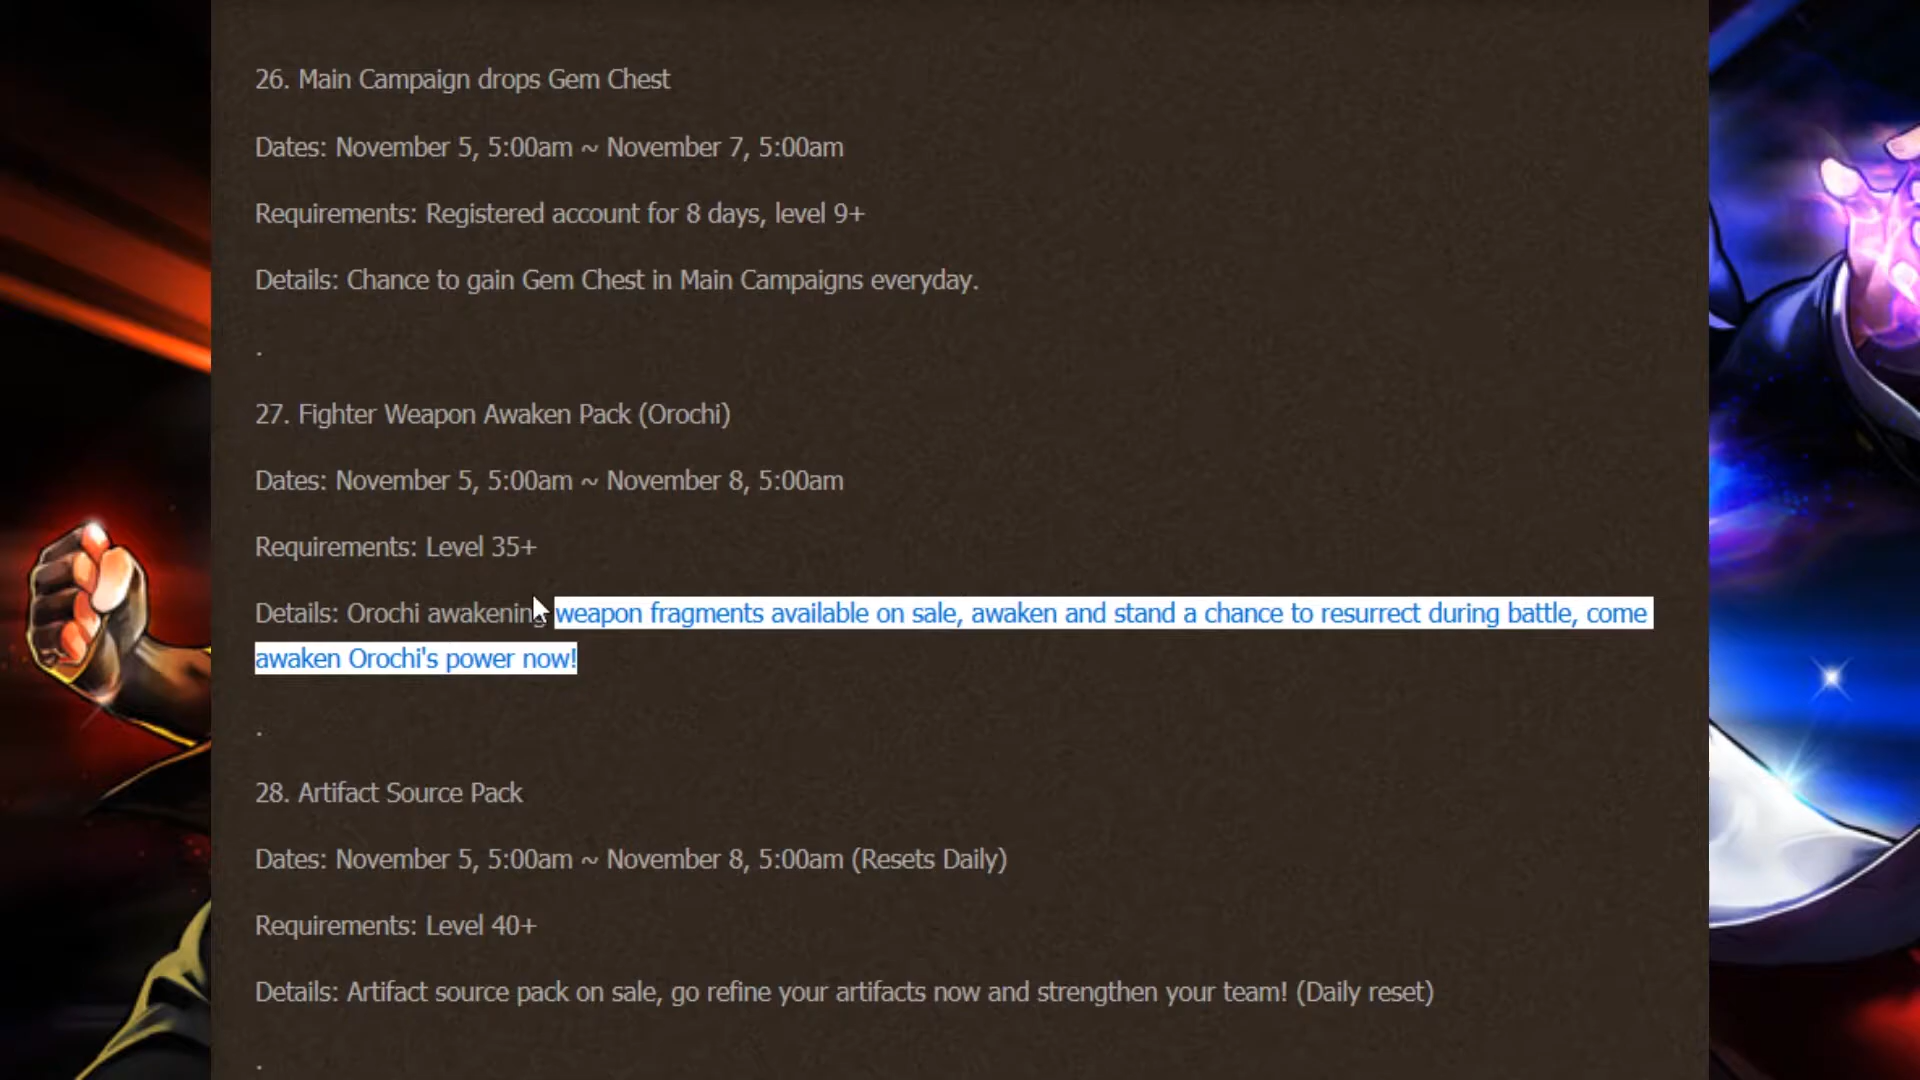 26. Main Campaign drops Gem Chest
Dates: November 5, 5:00am ~ November 7, 5:00am
Requirements: Registered account for 8 days, level 9+
Details: Chance to gain Gem Chest in Main Campaigns everyday.
.
27. Fighter Weapon Awaken Pack (Orochi)
Dates: November 5, 5:00am ~ November 8, 5:00am
Requirements: Level 35+
Details: Orochi awakening weapon fragments available on sale, awaken and stand a chance to resurrect during battle, come
awaken Orochi's power now!
.
28. Artifact Source Pack
Dates: November 5, 5:00am ~ November 8, 5:00am (Resets Daily)
Requirements: Level 40+
Details: Artifact source pack on sale, go refine your artifacts now and strengthen your team! (Daily reset)
.